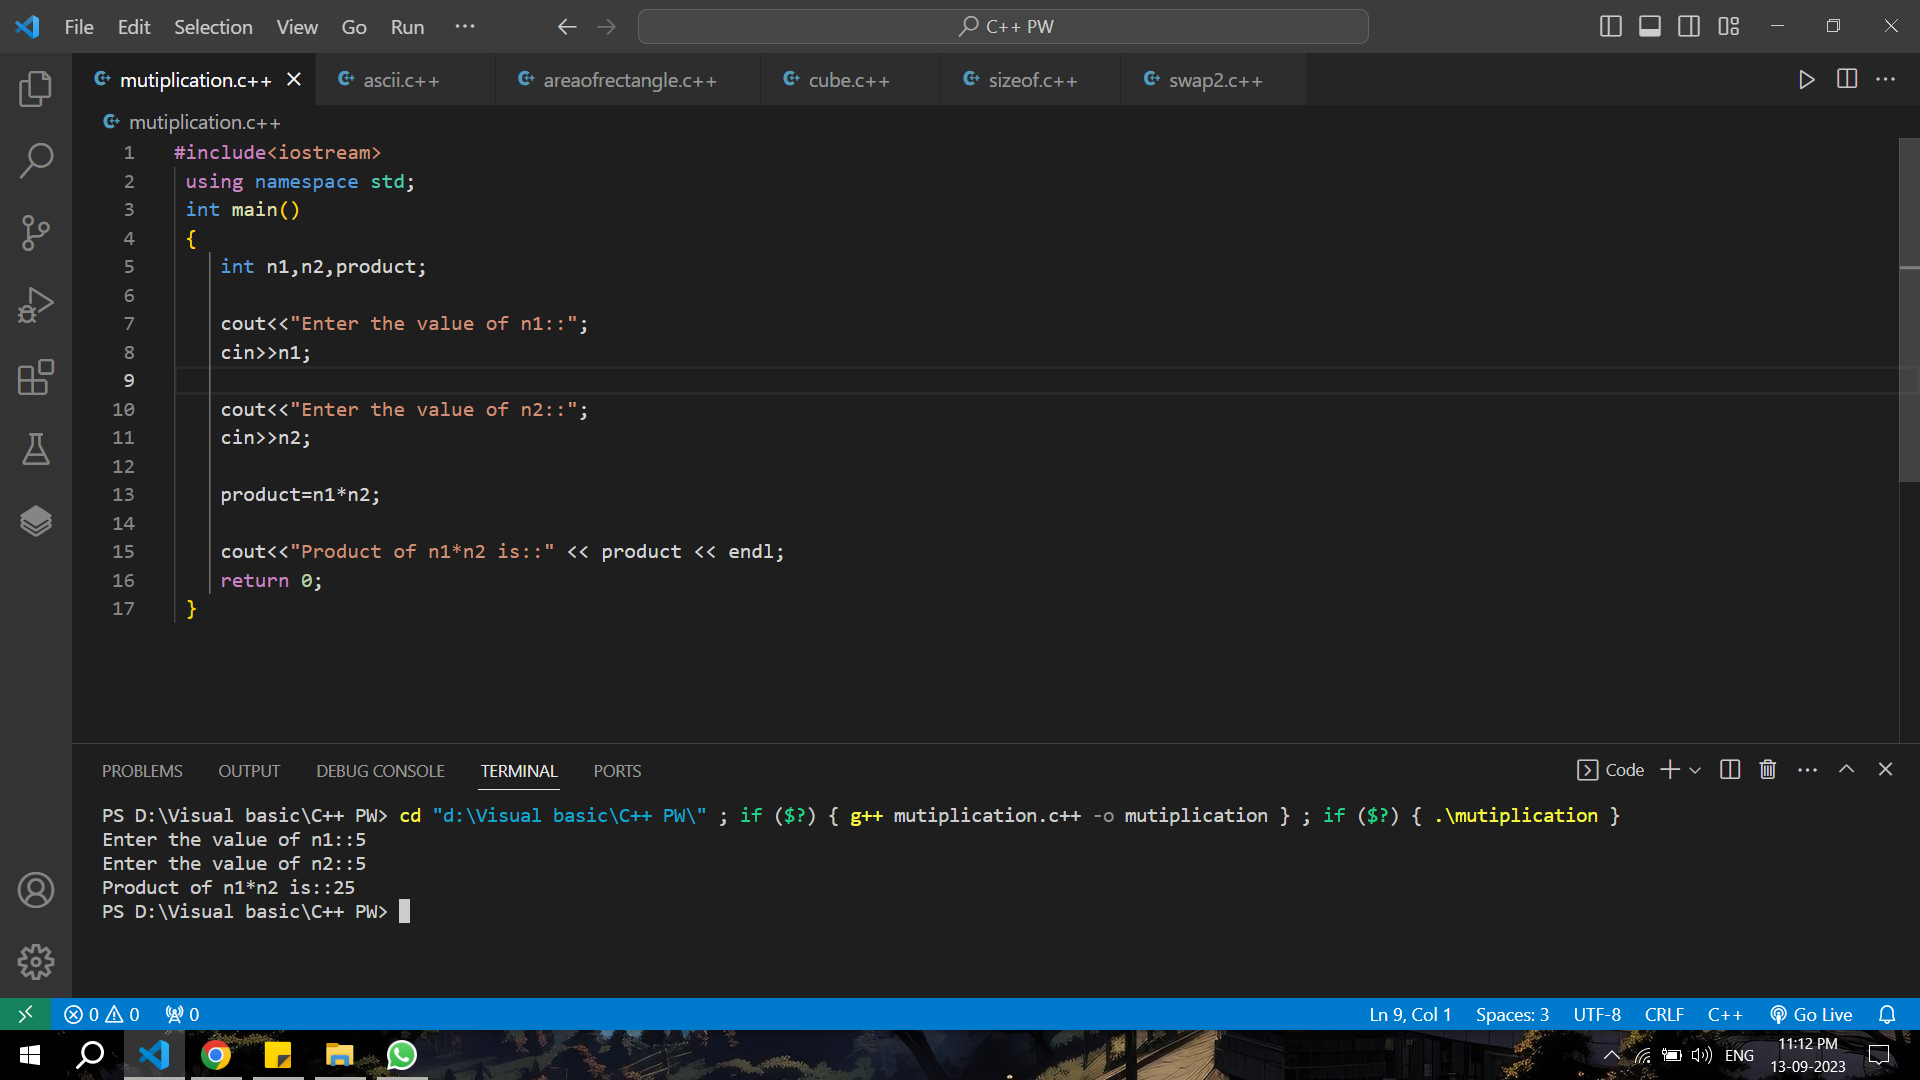 File Edit Selection View Go Run ··· C++ PW
mutiplication.c++ ascii.c++ areaofrectangle.c++ cube.c++ sizeof.c++ swap2.c++
mutiplication.c++
1 #include<iostream>
2 using namespace std;
3 int main()
4 {
5 int n1,n2,product;
6
7 cout<<"Enter the value of n1::";
8 cin>>n1;
9
10 cout<<"Enter the value of n2::";
11 cin>>n2;
12
13 product=n1*n2;
14
15 cout<<"Product of n1*n2 is::" << product << endl;
16 return 0;
17 }
PROBLEMS OUTPUT DEBUG CONSOLE TERMINAL PORTS Code
PS D:\Visual basic\C++ PW> cd "d:\Visual basic\C++ PW\" ; if ($?) { g++ mutiplication.c++ -o mutiplication } ; if ($?) { .\mutiplication }
Enter the value of n1::5
Enter the value of n2::5
Product of n1*n2 is::25
PS D:\Visual basic\C++ PW>
0 0 0 Ln 9, Col 1 Spaces: 3 UTF-8 CRLF C++ Go Live
ENG 11:12 PM
13-09-2023